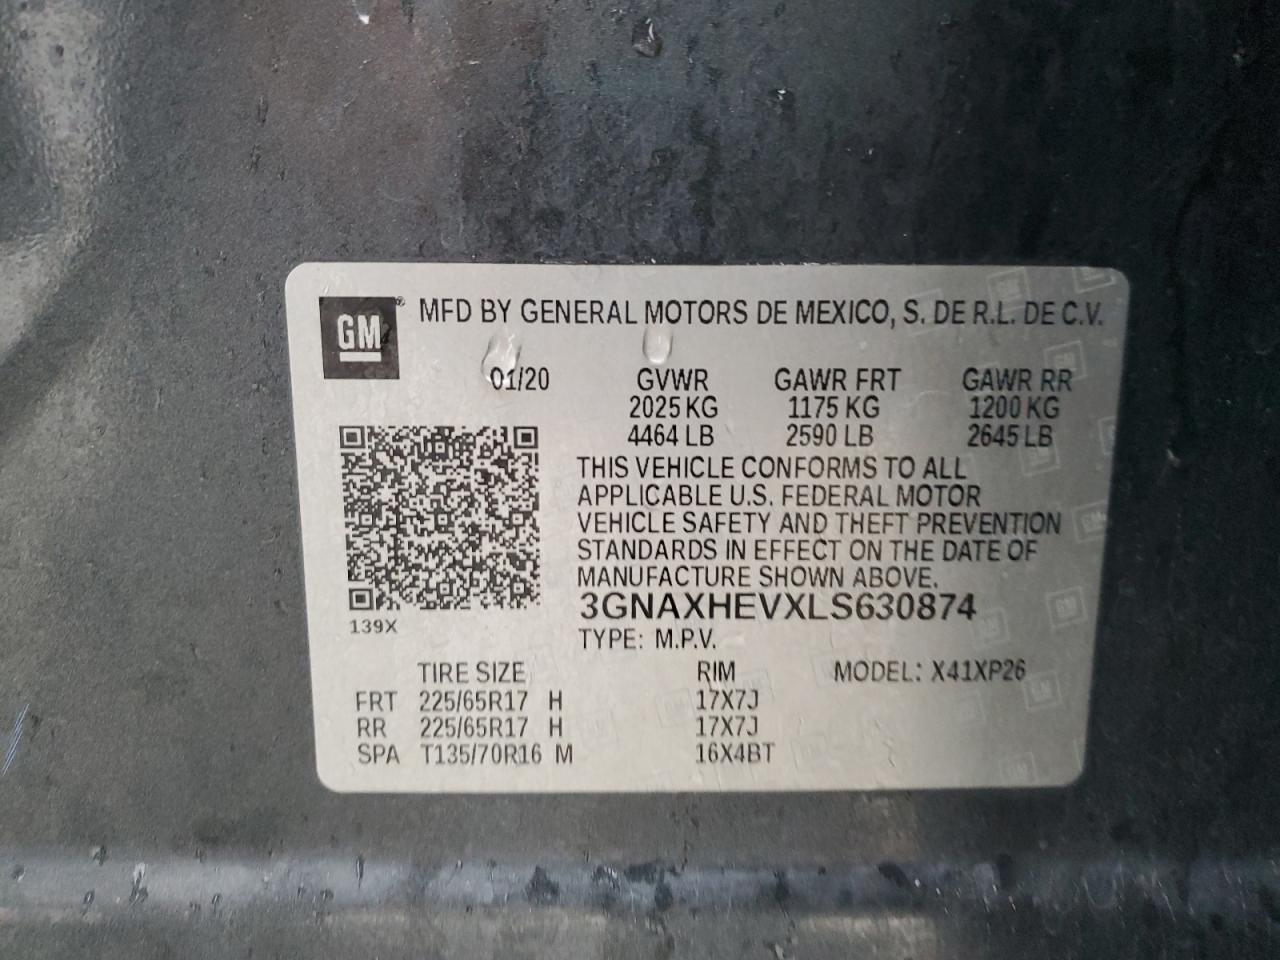 GM® MFD BY GENERAL MOTORS DE MEXICO, S. DE R.L. DE C.V.
01/20 GVWR GAWR FRT GAWR RR
2025 KG 1175 KG 1200 KG
4464 LB 2590 LB 2645 LB
THIS VEHICLE CONFORMS TO ALL
APPLICABLE U.S. FEDERAL MOTOR
VEHICLE SAFETY AND THEFT PREVENTION
STANDARDS IN EFFECT ON THE DATE OF
MANUFACTURE SHOWN ABOVE.
3GNAXHEVXLS630874
139X
TYPE: M.P.V.
TIRE SIZE RIM MODEL: X41XP26
FRT 225/65R17 H 17X7J
RR 225/65R17 H 17X7J
SPA T135/70R16 M 16X4BT